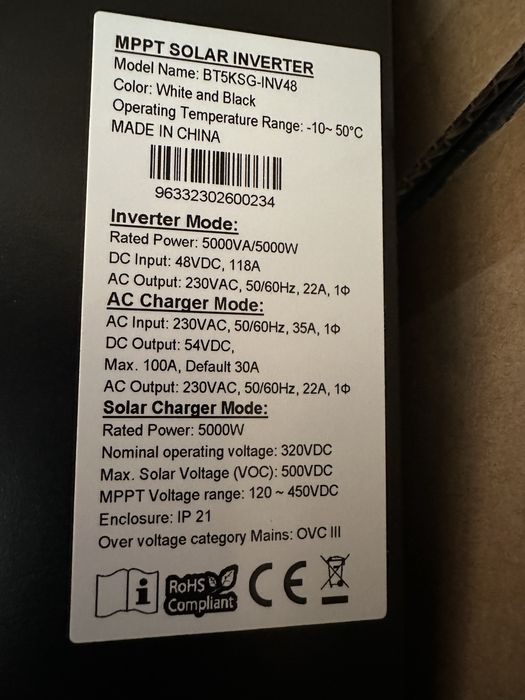 MPPT SOLAR INVERTER
Model Name: BT5KSG-INV48
Color: White and Black
Operating Temperature Range: -10~ 50°C
MADE IN CHINA
96332302600234
Inverter Mode:
Rated Power: 5000VA/5000W
DC Input: 48VDC, 118A
AC Output: 230VAC, 50/60Hz, 22A, 1Φ
AC Charger Mode:
AC Input: 230VAC, 50/60Hz, 35A, 1Φ
DC Output: 54VDC,
Max. 100A, Default 30A
AC Output: 230VAC, 50/60Hz, 22A, 1Φ
Solar Charger Mode:
Rated Power: 5000W
Nominal operating voltage: 320VDC
Max. Solar Voltage (VOC): 500VDC
MPPT Voltage range: 120 ~ 450VDC
Enclosure: IP 21
Over voltage category Mains: OVC III
i
RoHS
Compliant
CE